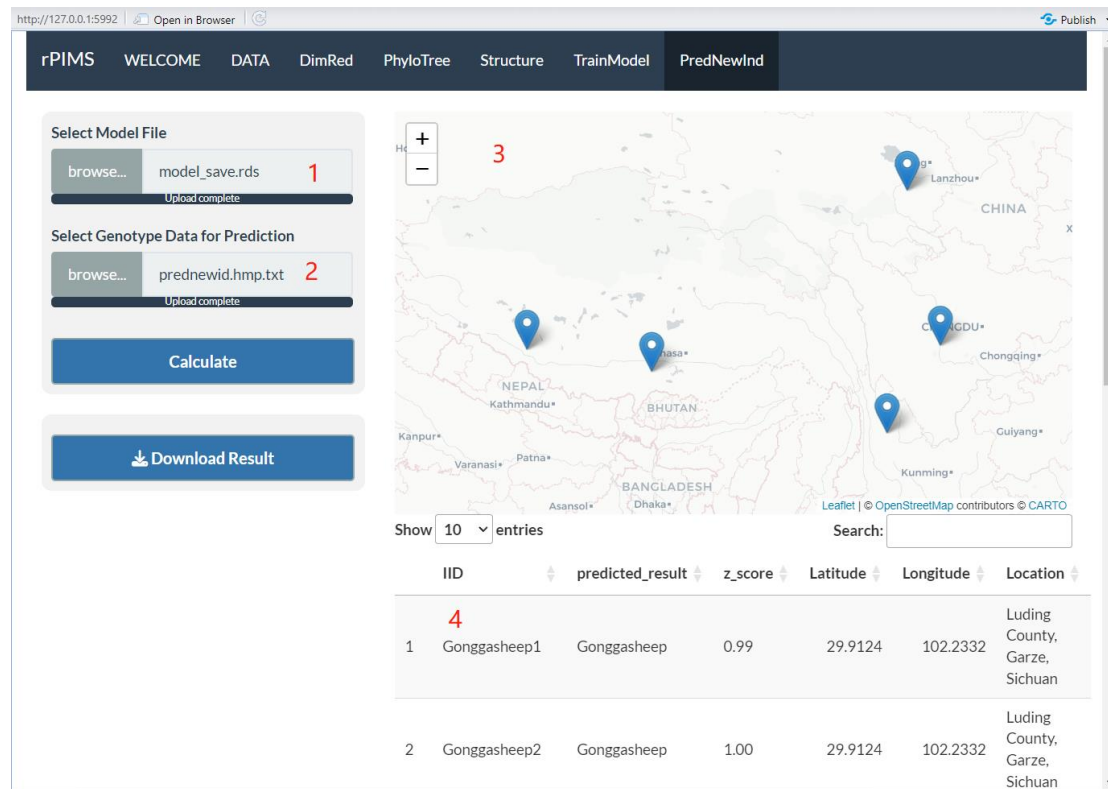 http://127.0.0.1:5992 Open in Browser Publish
rPIMS WELCOME DATA DimRed PhyloTree Structure TrainModel PredNewInd
Select Model File
browse... model_save.rds 1
Upload complete
Select Genotype Data for Prediction
browse... prednewid.hmp.txt 2
Upload complete
Calculate
Download Result
+
−
3
Lanzhou
CHINA
X
CHENGDU
Chongqing
NEPAL
Kathmandu
BHUTAN
Kanpur
Guiyang
Varanasi
Patna
Kunming
BANGLADESH
Asansol
Dhaka
Leaflet | © OpenStreetMap contributors © CARTO
Show 10 entries Search:
IID predicted_result z_score Latitude Longitude Location
4
1 Gonggasheep1 Gonggasheep 0.99 29.9124 102.2332 Luding
County,
Garze,
Sichuan
2 Gonggasheep2 Gonggasheep 1.00 29.9124 102.2332 Luding
County,
Garze,
Sichuan